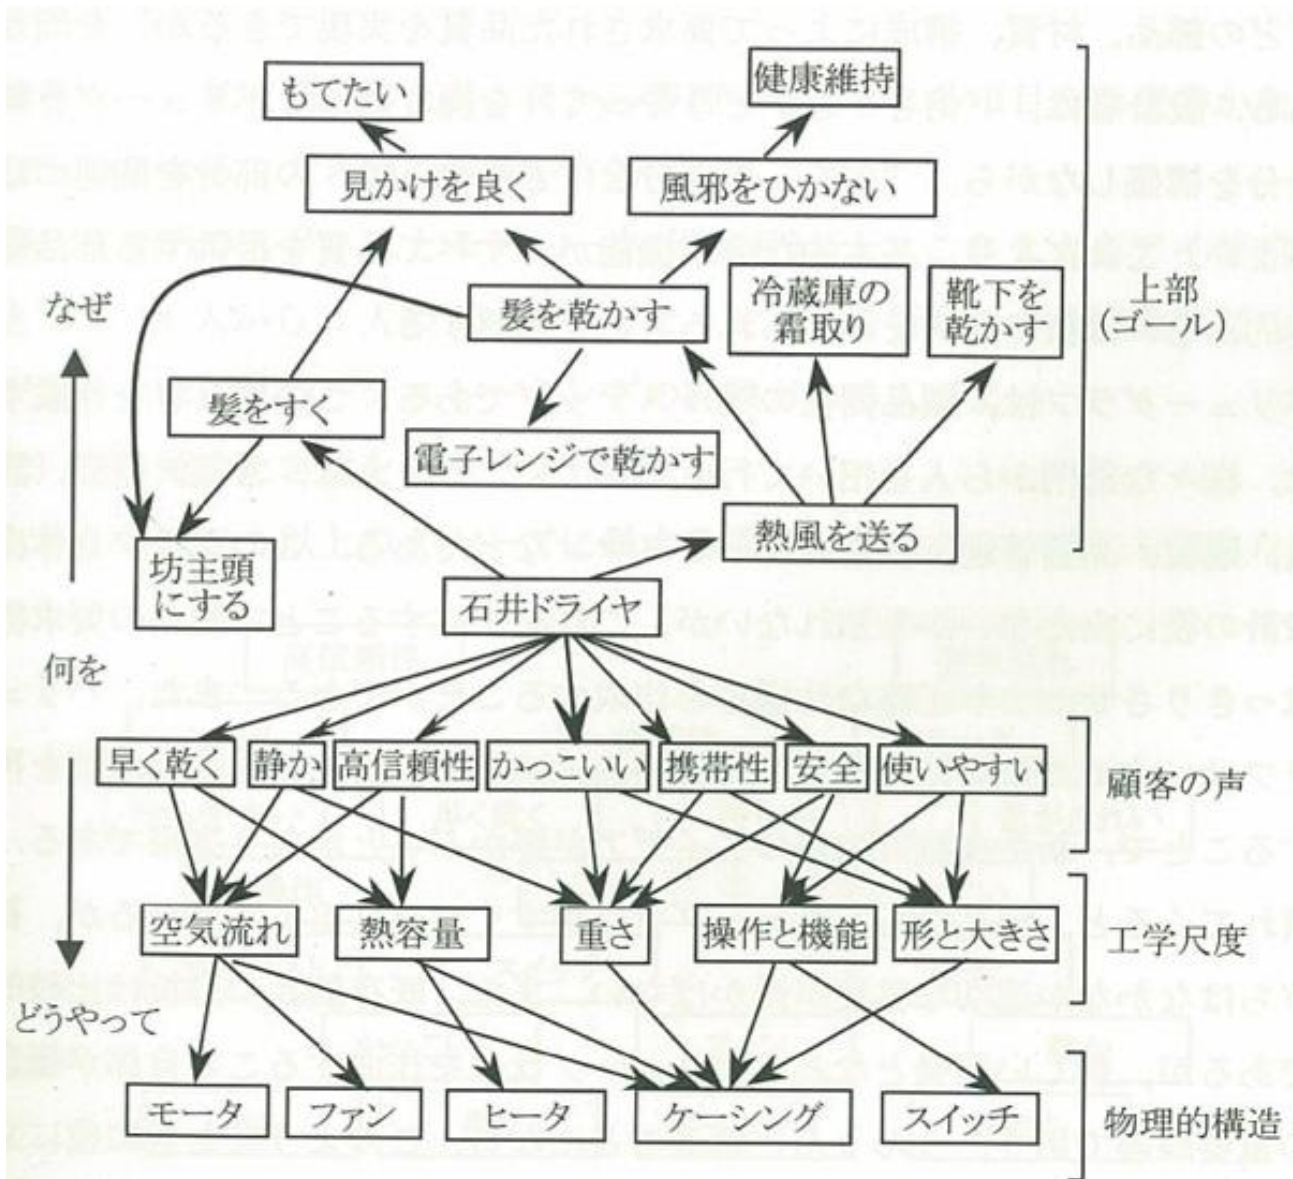 もてたい
健康維持
見かけを良く
風邪をひかない
なぜ
髪を乾かす
冷蔵庫の
霜取り
靴下を
乾かす
上部
(ゴール)
髪をすく
電子レンジで乾かす
熱風を送る
坊主頭
にする
石井ドライヤ
何を
早く乾く
静か
高信頼性
かっこいい
携帯性
安全
使いやすい
顧客の声
空気流れ
熱容量
重さ
操作と機能
形と大きさ
工学尺度
どうやって
モータ
ファン
ヒータ
ケーシング
スイッチ
物理的構造